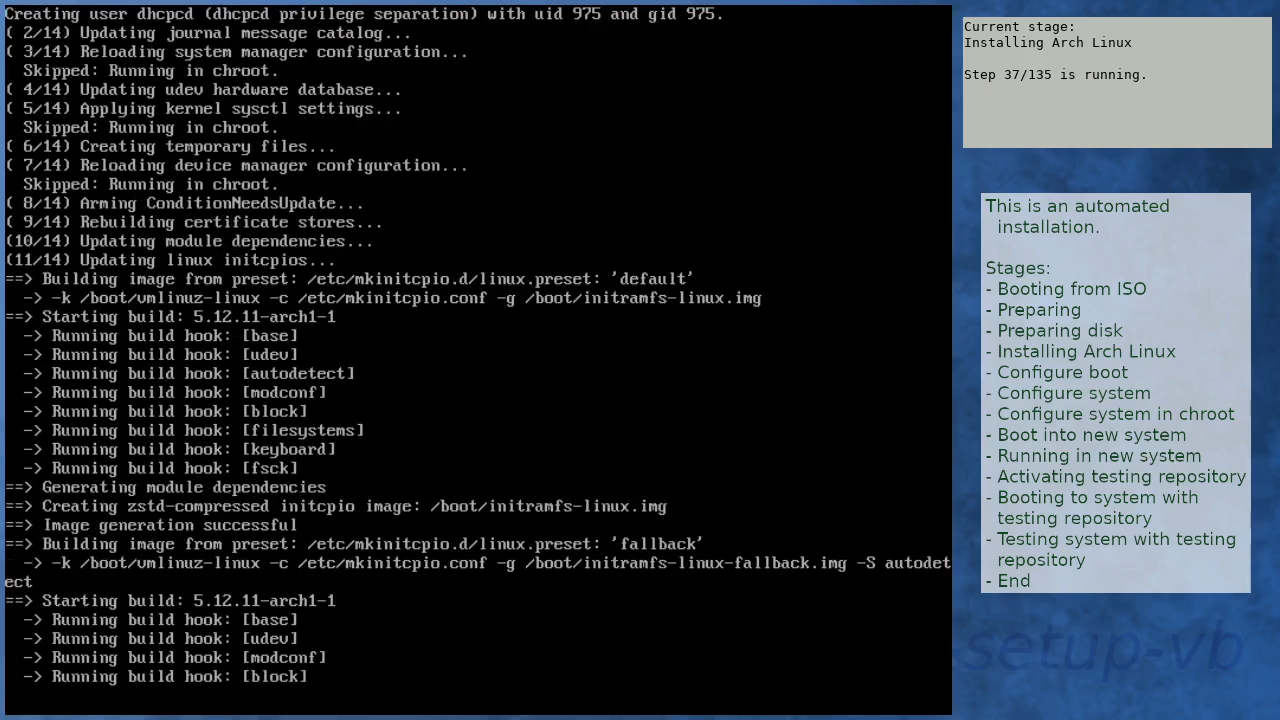 Creating user dhcpcd (dhcpcd privilege separation) with uid 975 and gid 975.
( 2/14) Updating journal message catalog...
( 3/14) Reloading system manager configuration...
  Skipped: Running in chroot.
( 4/14) Updating udev hardware database...
( 5/14) Applying kernel sysctl settings...
  Skipped: Running in chroot.
( 6/14) Creating temporary files...
( 7/14) Reloading device manager configuration...
  Skipped: Running in chroot.
( 8/14) Arming ConditionNeedsUpdate...
( 9/14) Rebuilding certificate stores...
(10/14) Updating module dependencies...
(11/14) Updating linux initcpios...
==> Building image from preset: /etc/mkinitcpio.d/linux.preset: 'default'
  -> -k /boot/vmlinuz-linux -c /etc/mkinitcpio.conf -g /boot/initramfs-linux.img
==> Starting build: 5.12.11-arch1-1
  -> Running build hook: [base]
  -> Running build hook: [udev]
  -> Running build hook: [autodetect]
  -> Running build hook: [modconf]
  -> Running build hook: [block]
  -> Running build hook: [filesystems]
  -> Running build hook: [keyboard]
  -> Running build hook: [fsck]
==> Generating module dependencies
==> Creating zstd-compressed initcpio image: /boot/initramfs-linux.img
==> Image generation successful
==> Building image from preset: /etc/mkinitcpio.d/linux.preset: 'fallback'
  -> -k /boot/vmlinuz-linux -c /etc/mkinitcpio.conf -g /boot/initramfs-linux-fallback.img -S autodet
ect
==> Starting build: 5.12.11-arch1-1
  -> Running build hook: [base]
  -> Running build hook: [udev]
  -> Running build hook: [modconf]
  -> Running build hook: [block]
Current stage:
Installing Arch Linux
Step 37/135 is running.
This is an automated
installation.
Stages:
- Booting from ISO
- Preparing
- Preparing disk
- Installing Arch Linux
- Configure boot
- Configure system
- Configure system in chroot
- Boot into new system
- Running in new system
- Activating testing repository
- Booting to system with
testing repository
- Testing system with testing
repository
- End
-setup-vb